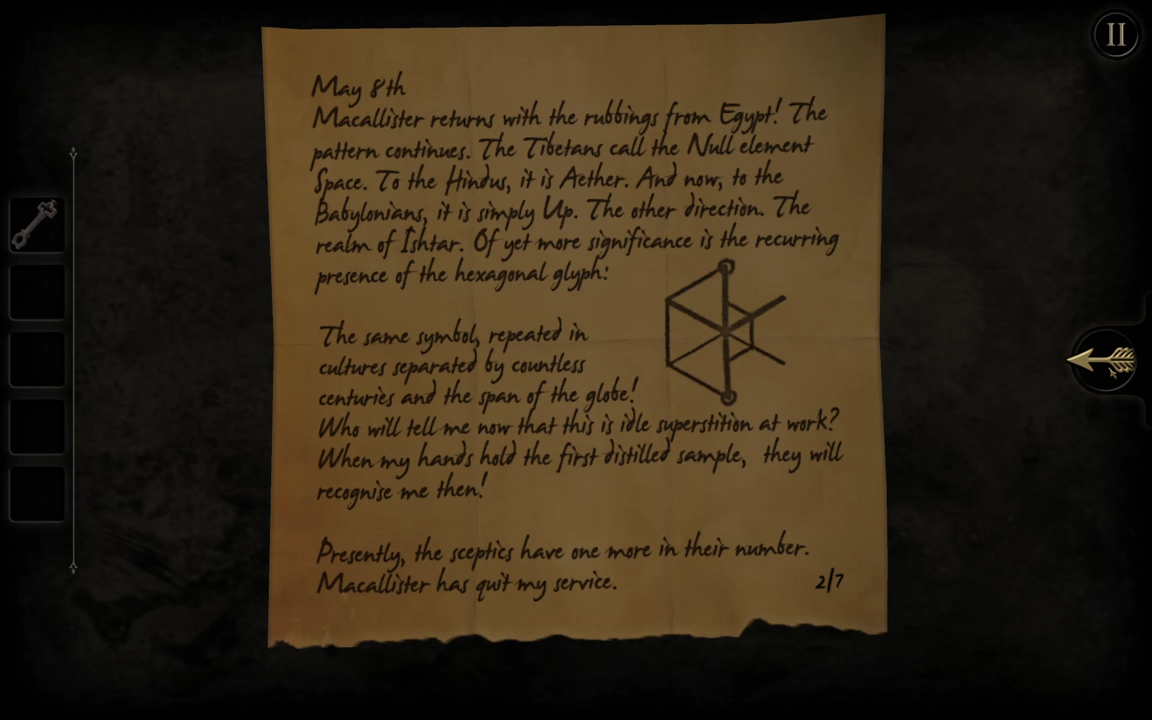 May 8th
Macallister returns with the rubbings from Egypt! The
pattern continues. The Tibetans call the Null element
Space. To the Hindus, it is Aether. And now, to the
Babylonians, it is simply Up. The other direction. The
realm of Ishtar. Of yet more significance is the recurring
presence of the hexagonal glyph:
The same symbol, repeated in
cultures separated by countless
centuries and the span of the globe!
Who will tell me now that this is idle superstition at work?
When my hands hold the first distilled sample, they will
recognise me then!
Presently, the sceptics have one more in their number.
Macallister has quit my service.
2/7